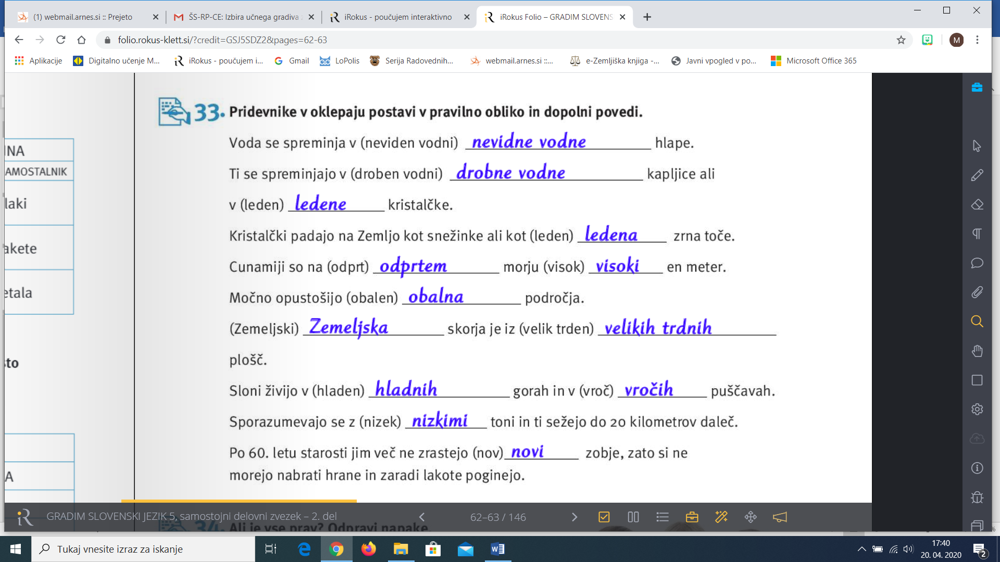 (1) webmail.arnes.si :: Prejeto
ŠS-RP-CE: Izbira učnega gradiva
iRokus - poučujem interaktivno
iRokus Folio – GRADIM SLOVENS
folio.rokus-klett.si/?credit=GSJ5SDZ2&pages=62-63
M
Aplikacije
Digitalno učenje M...
iRokus - poučujem i...
Gmail
LoPolis
Serija Radovednih...
webmail.arnes.si ::...
e-Zemljiška knjiga -...
Javni vpogled v po...
Microsoft Office 365
INA
AMOSTALNIK
laki
akete
etala
sto
A
33. Pridevnike v oklepaju postavi v pravilno obliko in dopolni povedi.
Voda se spreminja v (neviden vodni) nevidne vodne hlape.
Ti se spreminjajo v (droben vodni) drobne vodne kapljice ali
v (leden) ledene kristalčke.
Kristalčki padajo na Zemljo kot snežinke ali kot (leden) ledena zrna toče.
Cunamiji so na (odprt) odprtem morju (visok) visoki en meter.
Močno opustošijo (obalen) obalna področja.
(Zemeljski) Zemeljska skorja je iz (velik trden) velikih trdnih
plošč.
Sloni živijo v (hladen) hladnih gorah in v (vroč) vročih puščavah.
Sporazumevajo se z (nizek) nizkimi toni in ti sežejo do 20 kilometrov daleč.
Po 60. letu starosti jim več ne zrastejo (nov) novi zobje, zato si ne
morejo nabrati hrane in zaradi lakote poginejo.
34. Ali je vse prav? Odpravi napake.
iR GRADIM SLOVENSKI JEZIK 5, samostojni delovni zvezek – 2. del
62–63 / 146
%
Tukaj vnesite izraz za iskanje
17:40
20. 04. 2020
2